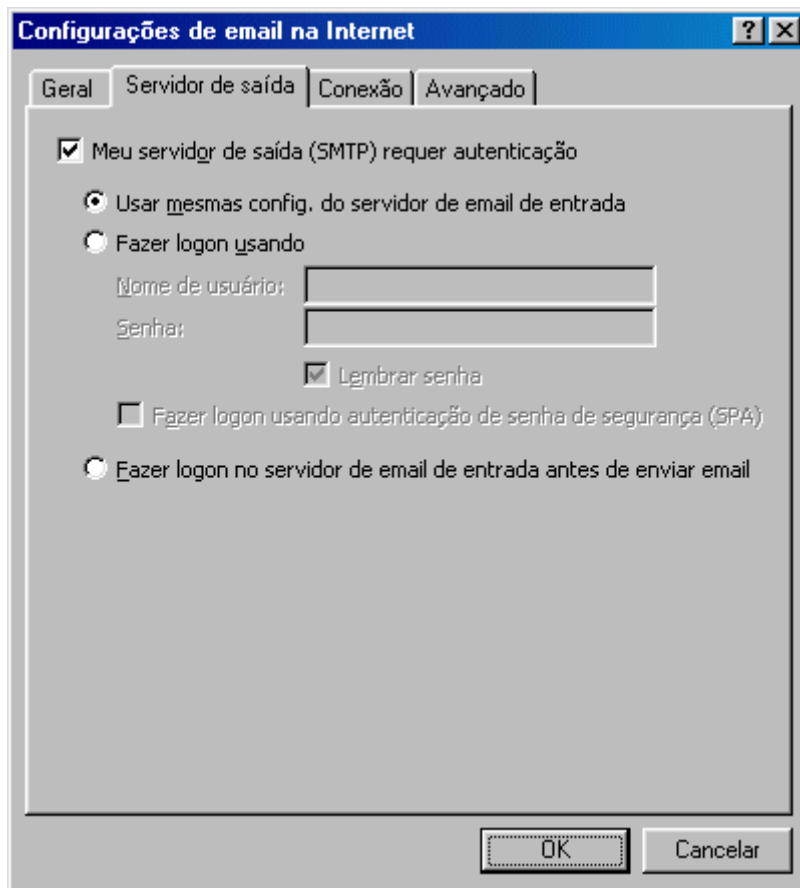 Configurações de email na Internet
Geral Servidor de saída Conexão Avançado
Meu servidor de saída (SMTP) requer autenticação
Usar mesmas config. do servidor de email de entrada
Fazer logon usando
Nome de usuário:
Senha:
Lembrar senha
Fazer logon usando autenticação de senha de segurança (SPA)
Fazer logon no servidor de email de entrada antes de enviar email
OK Cancelar